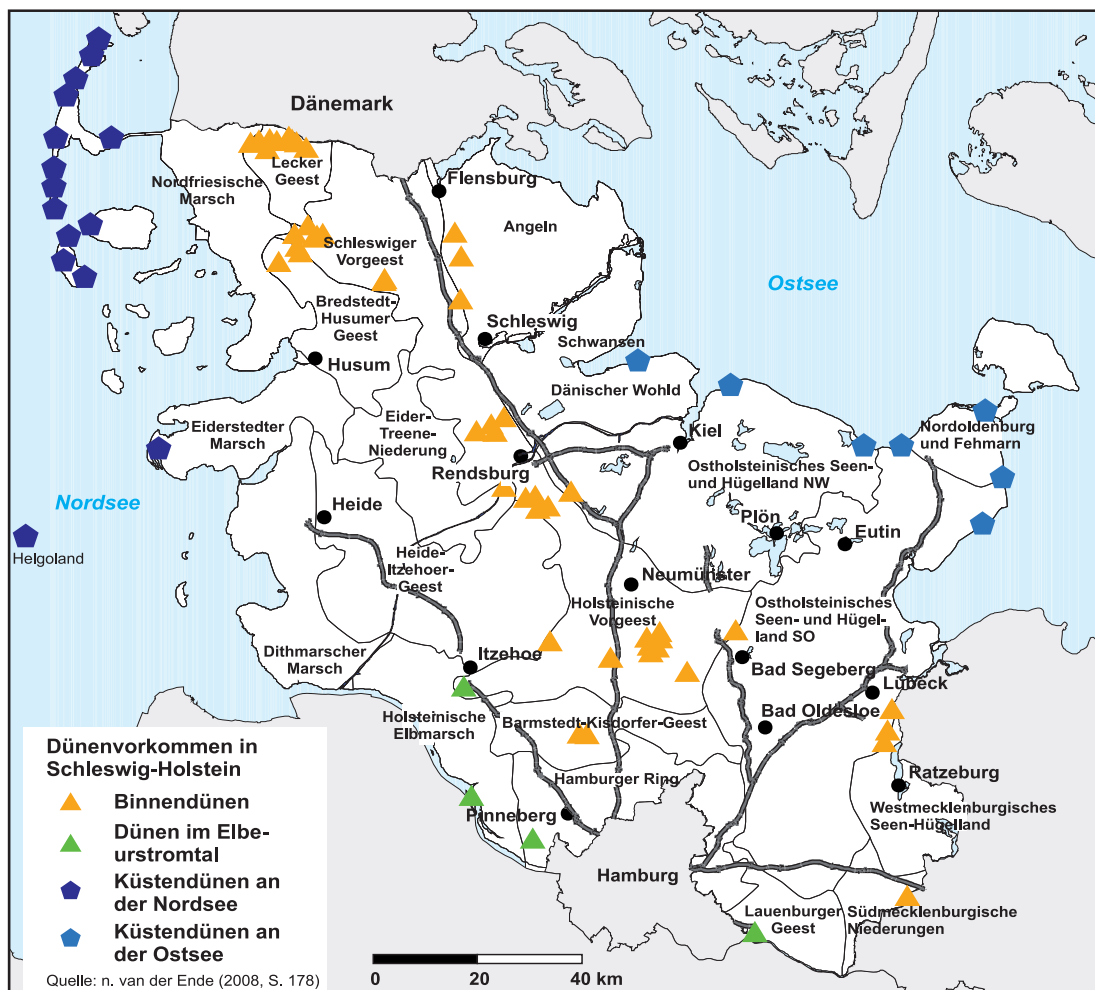 Dänemark
Lecker
Geest
Nordfriesische
Marsch
Flensburg
Angeln
Schleswiger
Vorgeest
Ostsee
Bredstedt-
Husumer
Geest
Schleswig
Schwansen
Husum
Dänischer Wohld
Eiderstedter
Marsch
Eider-
Treene-
Niederung
Nordoldenburg
und Fehmarn
Kiel
Rendsburg
Ostholsteinisches Seen-
und Hügelland NW
Nordsee
Heide
Plön
Eutin
Helgoland
Heide-
Itzehoer-
Geest
Neumünster
Holsteinische
Vorgeest
Ostholsteinisches
Seen- und Hügel-
land SO
Dithmarscher
Marsch
Itzehoe
Bad Segeberg
Lübeck
Holsteinische
Elbmarsch
Barmstedt-Kisdorfer-Geest
Bad Oldesloe
Hamburger Ring
Ratzeburg
Pinneberg
Westmecklenburgisches
Seen-Hügelland
Hamburg
Lauenburger
Geest
Südmecklenburgische
Niederungen
Dünenvorkommen in
Schleswig-Holstein
Binnendünen
Dünen im Elbe-
urstromtal
Küstendünen an
der Nordsee
Küstendünen an
der Ostsee
Quelle: n. van der Ende (2008, S. 178)
0 20 40 km